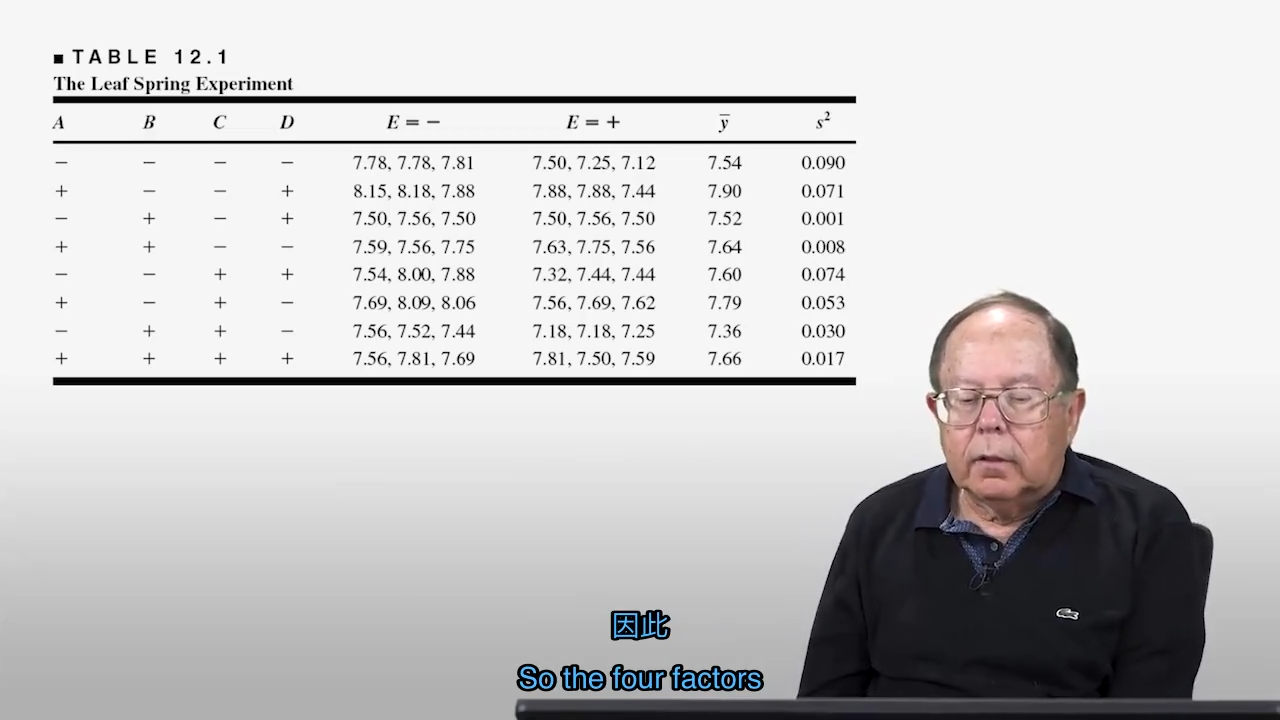 ■ TABLE 12.1
The Leaf Spring Experiment
A B C D E = − E = + y̅ s²
− − − − 7.78, 7.78, 7.81 7.50, 7.25, 7.12 7.54 0.090
+ − − + 8.15, 8.18, 7.88 7.88, 7.88, 7.44 7.90 0.071
− + − + 7.50, 7.56, 7.50 7.50, 7.56, 7.50 7.52 0.001
+ + − − 7.59, 7.56, 7.75 7.63, 7.75, 7.56 7.64 0.008
− − + + 7.54, 8.00, 7.88 7.32, 7.44, 7.44 7.60 0.074
+ − + − 7.69, 8.09, 8.06 7.56, 7.69, 7.62 7.79 0.053
− + + − 7.56, 7.52, 7.44 7.18, 7.18, 7.25 7.36 0.030
+ + + + 7.56, 7.81, 7.69 7.81, 7.50, 7.59 7.66 0.017
因此
So the four factors